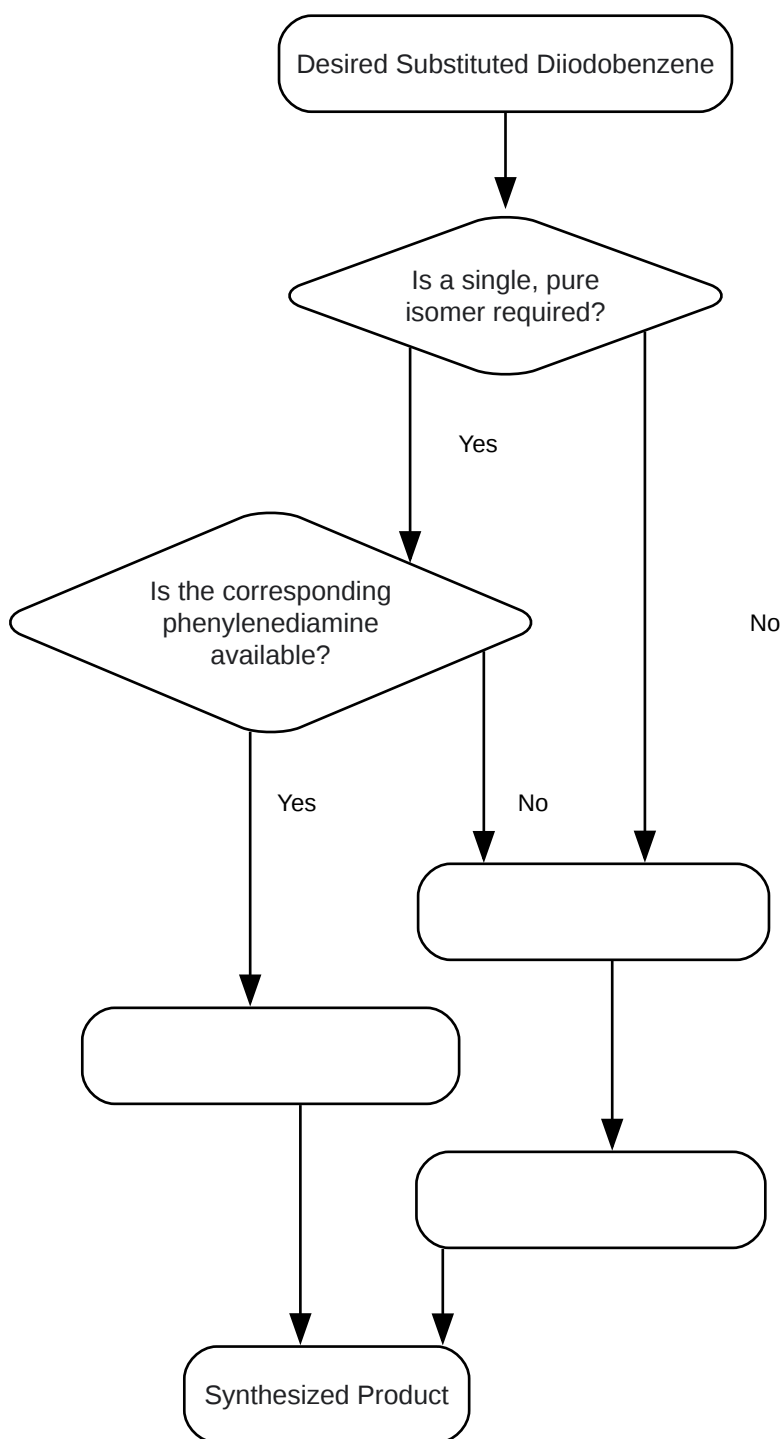 Desired Substituted Diiodobenzene
Is a single, pure
isomer required?
Yes
Is the corresponding
phenylenediamine
available?
No
Yes
No
Synthesized Product